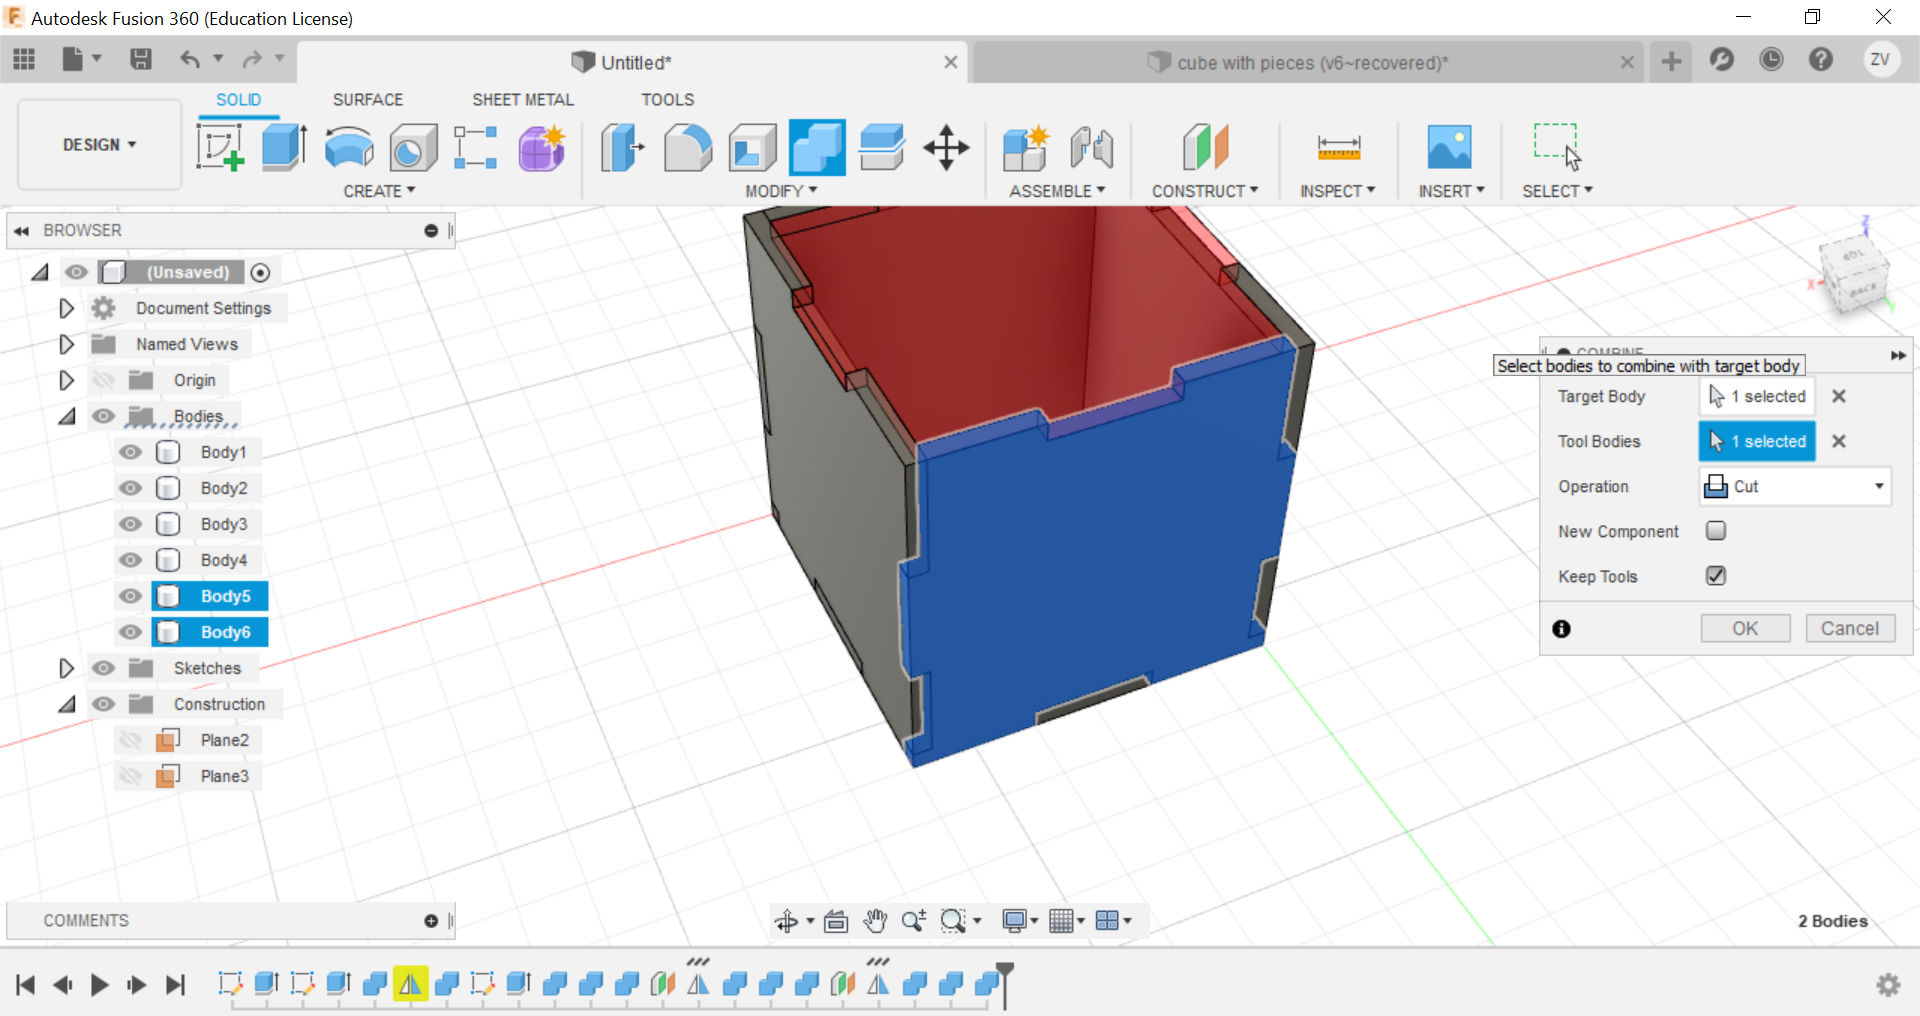 Autodesk Fusion 360 (Education License)
Untitled*
cube with pieces (v6~recovered)*
ZV
DESIGN
SOLID
SURFACE
SHEET METAL
TOOLS
CREATE
MODIFY
ASSEMBLE
CONSTRUCT
INSPECT
INSERT
SELECT
BROWSER
(Unsaved)
Document Settings
Named Views
Origin
Bodies
Body1
Body2
Body3
Body4
Body5
Body6
Sketches
Construction
Plane2
Plane3
Z
X
Y
BACK
COMBINE
Select bodies to combine with target body
Target Body
1 selected
Tool Bodies
1 selected
Operation
Cut
New Component
Keep Tools
OK
Cancel
COMMENTS
2 Bodies